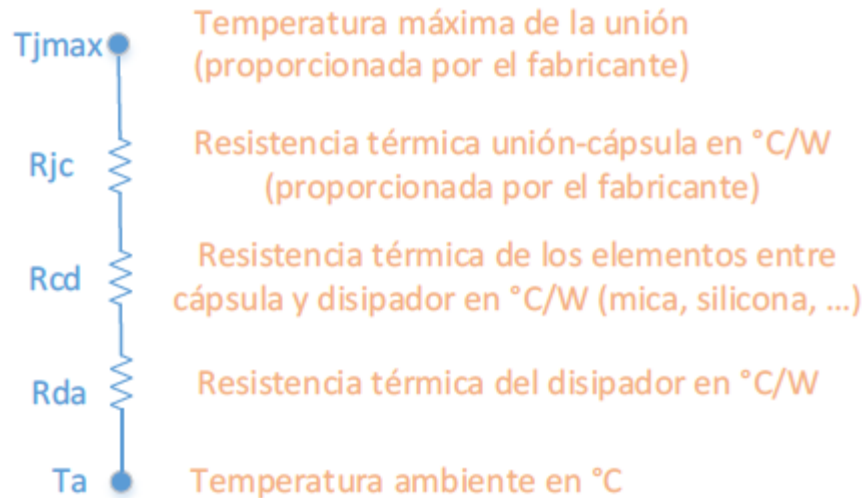 Tjmax
Temperatura máxima de la unión
(proporcionada por el fabricante)
Rjc
Resistencia térmica unión-cápsula en °C/W
(proporcionada por el fabricante)
Rcd
Resistencia térmica de los elementos entre
cápsula y disipador en °C/W (mica, silicona, ...)
Rda
Resistencia térmica del disipador en °C/W
Ta
Temperatura ambiente en °C